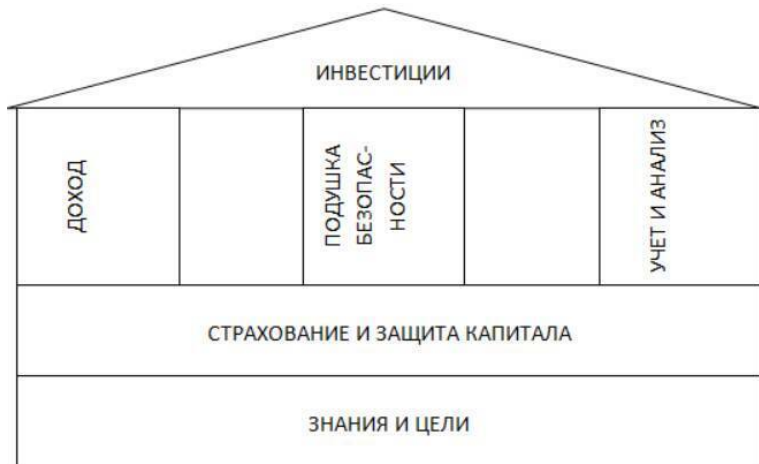 ИНВЕСТИЦИИ
ДОХОД
ПОДУШКА
БЕЗОПАС-
НОСТИ
УЧЕТ И АНАЛИЗ
СТРАХОВАНИЕ И ЗАЩИТА КАПИТАЛА
ЗНАНИЯ И ЦЕЛИ